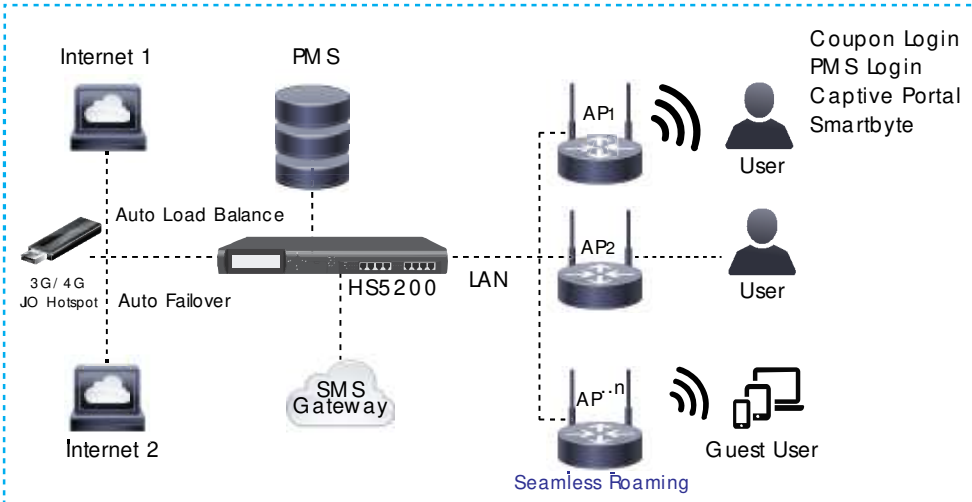 Internet 1
PMS
Coupon Login
PMS Login
Captive Portal
Smartbyte
AP1
User
Auto Load Balance
3G/4G
JO Hotspot
Auto Failover
HS5200
LAN
AP2
User
SMS
Gateway
AP..n
Internet 2
Guest User
Seamless Roaming